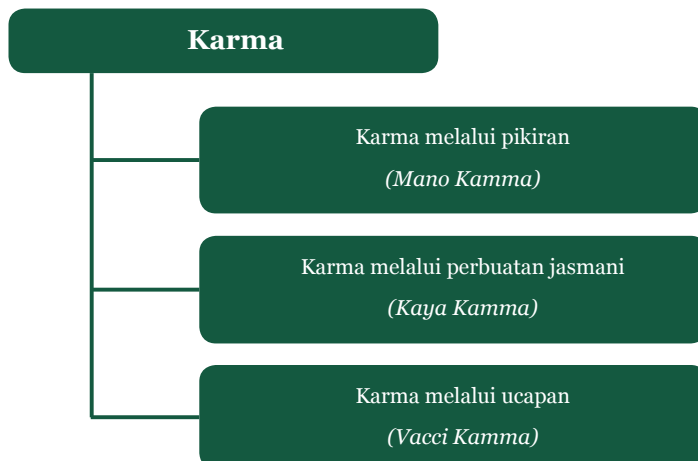 Karma
Karma melalui pikiran
(Mano Kamma)
Karma melalui perbuatan jasmani
(Kaya Kamma)
Karma melalui ucapan
(Vacci Kamma)